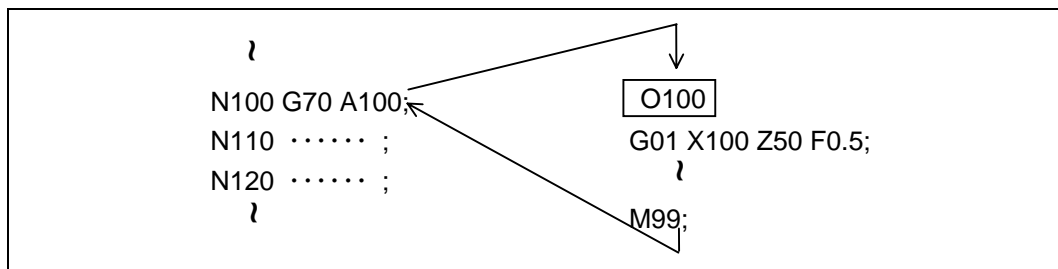 N100 G70 A100;
N110 ······ ;
N120 ······ ;
O100
G01 X100 Z50 F0.5;
M99;